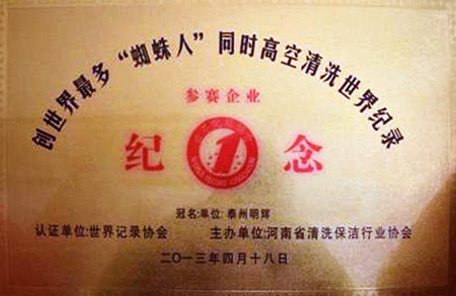 创世界最多“蜘蛛人”同时高空清洗世界纪录
参赛企业
纪 1 念
冠名:单位: 泰州明辉
认证单位:世界记录协会 主办单位:河南省清洗保洁行业协会
二〇一三年四月十八日